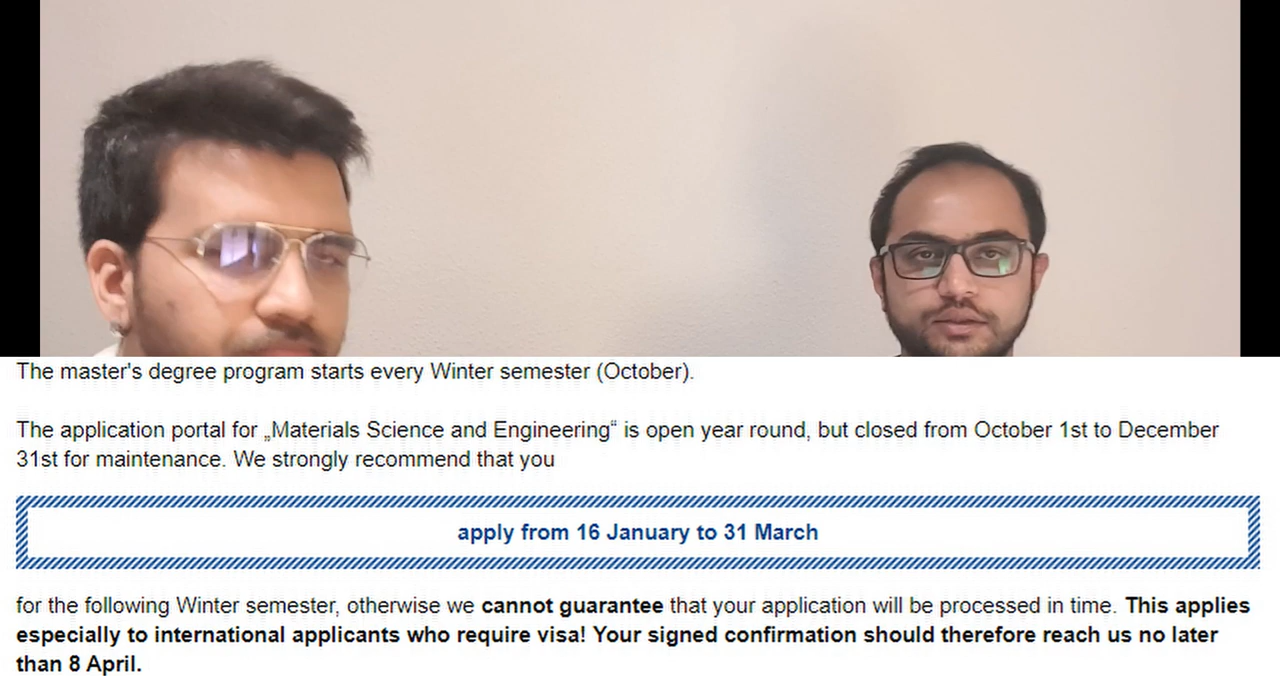 The master's degree program starts every Winter semester (October).
The application portal for „Materials Science and Engineering“ is open year round, but closed from October 1st to December
31st for maintenance. We strongly recommend that you
apply from 16 January to 31 March
for the following Winter semester, otherwise we cannot guarantee that your application will be processed in time. This applies
especially to international applicants who require visa! Your signed confirmation should therefore reach us no later
than 8 April.